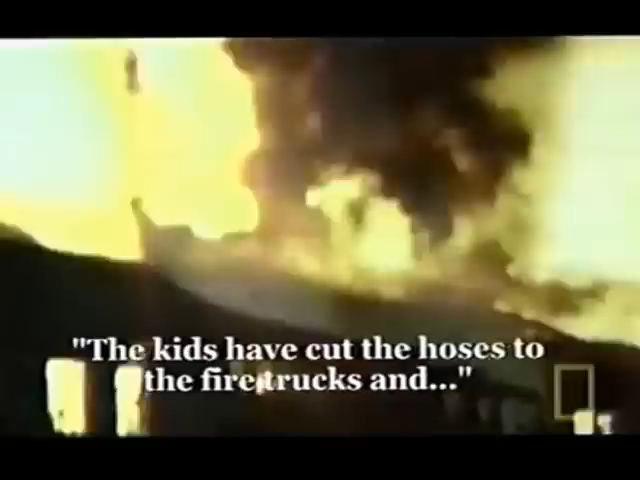 "The kids have cut the hoses to
the fire trucks and..."